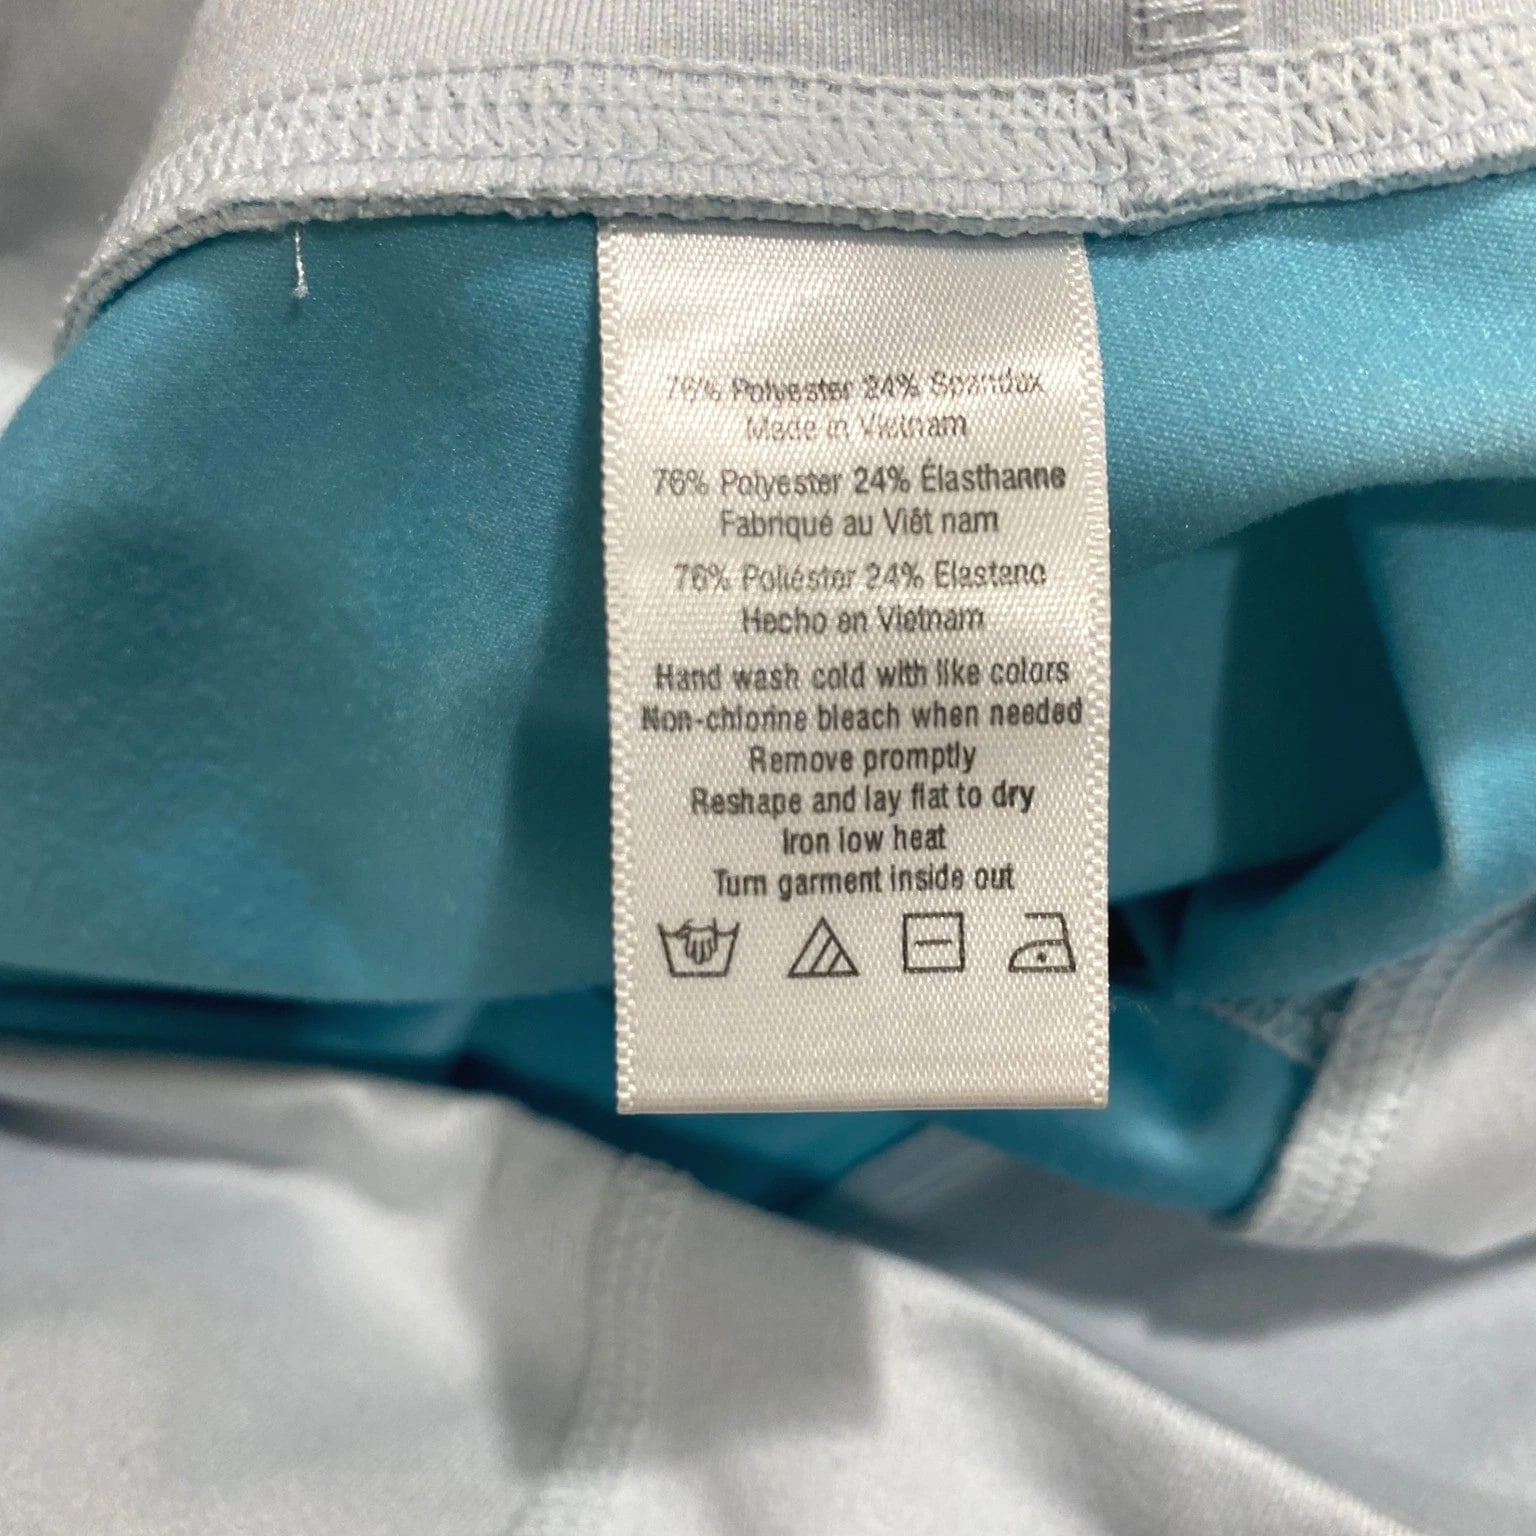 76% Polyester 24% Spandex
Made in Vietnam
76% Polyester 24% Élasthanne
Fabriqué au Viêt nam
76% Poliéster 24% Elastano
Hecho en Vietnam
Hand wash cold with like colors
Non-chlorine bleach when needed
Remove promptly
Reshape and lay flat to dry
Iron low heat
Turn garment inside out